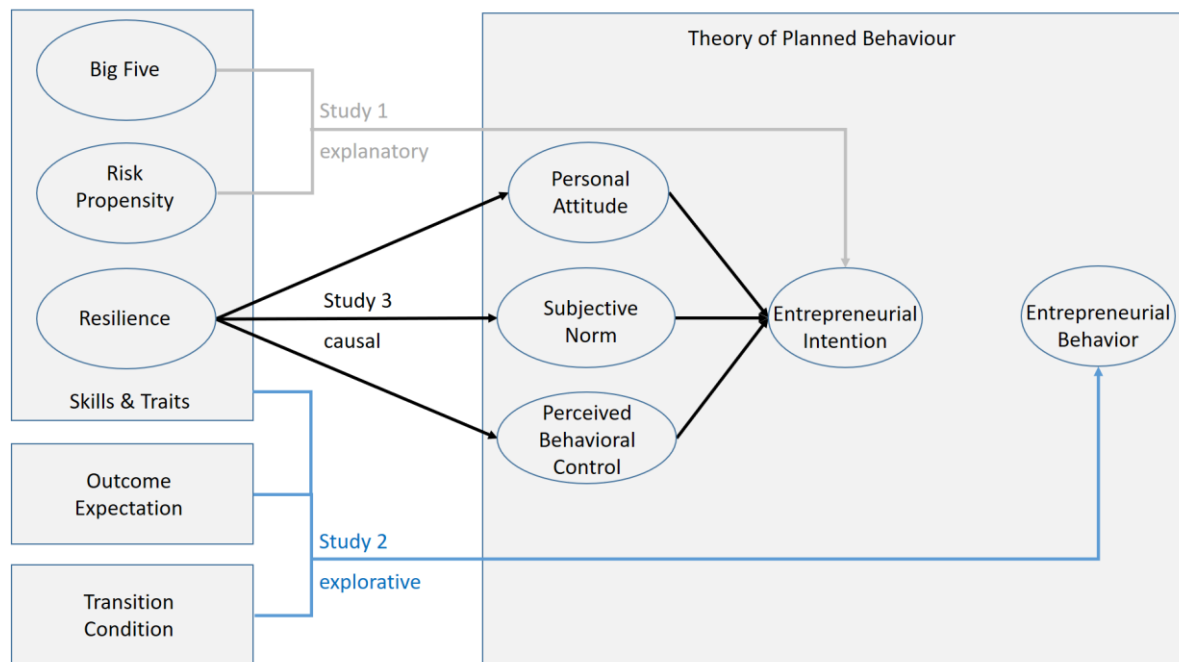 Theory of Planned Behaviour
Big Five
Study 1
explanatory
Risk
Propensity
Personal
Attitude
Resilience
Study 3
causal
Subjective
Norm
Entrepreneurial
Intention
Entrepreneurial
Behavior
Skills & Traits
Perceived
Behavioral
Control
Outcome
Expectation
Study 2
explorative
Transition
Condition